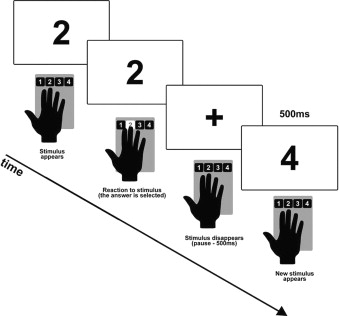 2
1 2 3 4
Stimulus
appears
2
1 2 3 4
Reaction to stimulus
(the answer is selected)
+
1 2 3 4
Stimulus disappears
(pause - 500ms)
500ms
4
1 2 3 4
New stimulus
appears
time